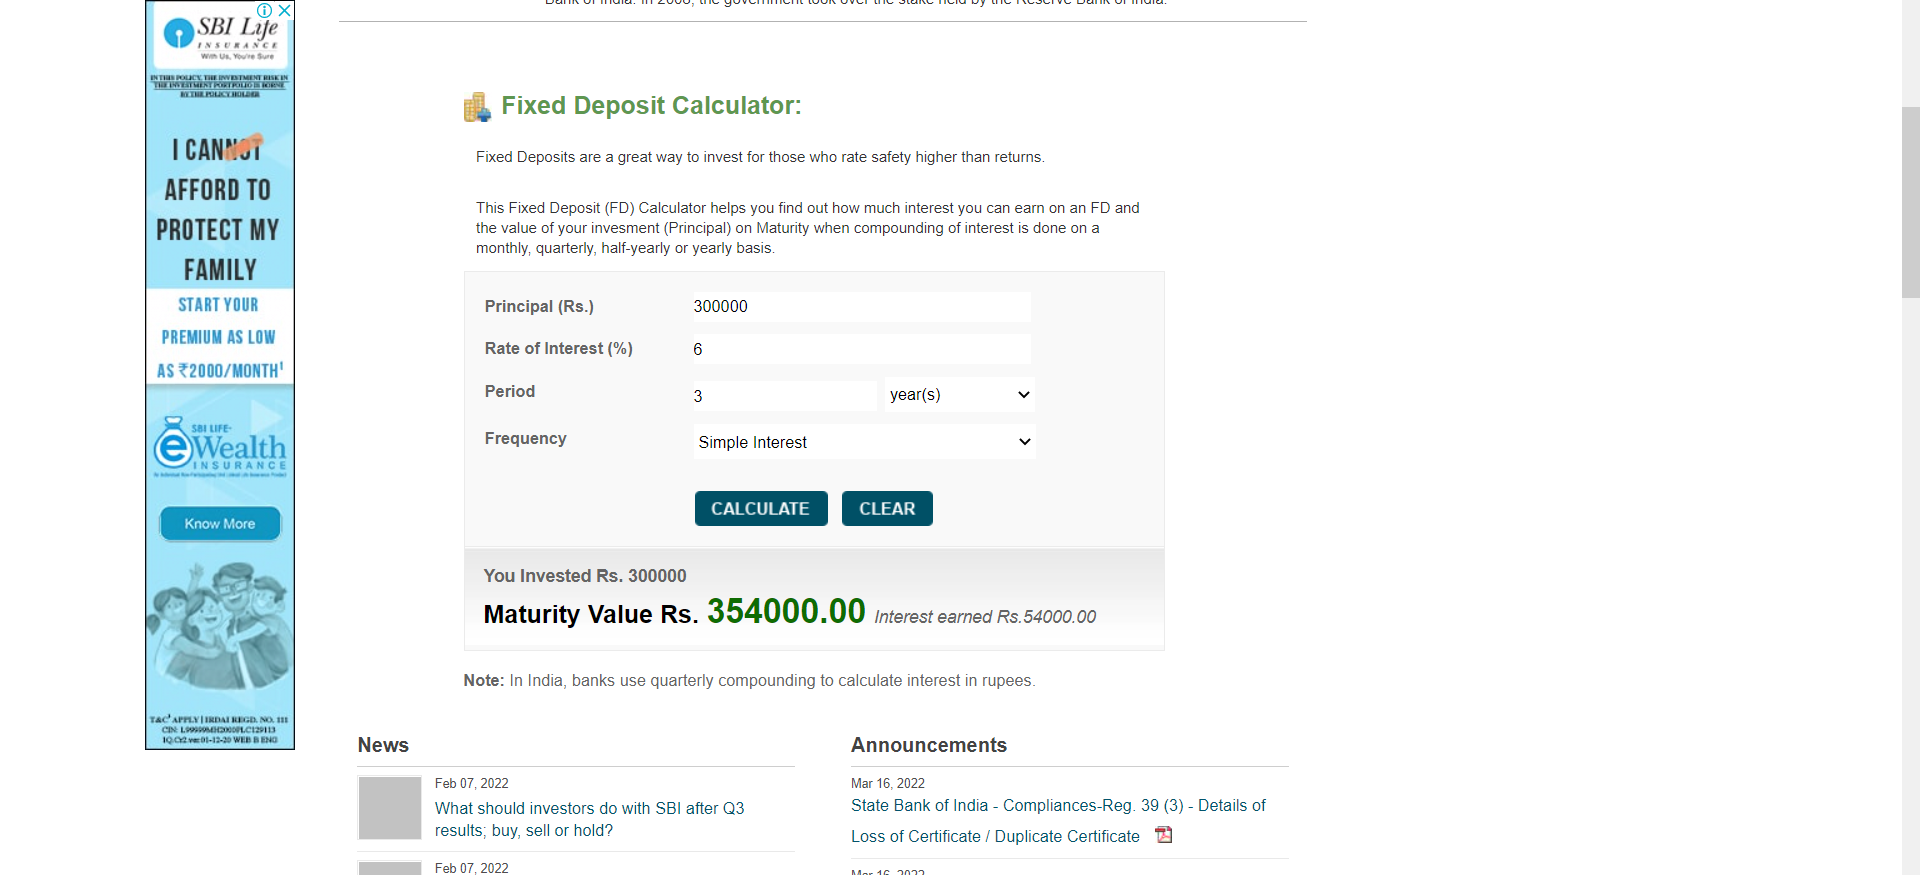 Bank of India. In 2008, the government took over the stake held by the Reserve Bank of India.
SBI Life
INSURANCE
With Us, You're Sure
IN THIS POLICY, THE INVESTMENT RISK IN
THE INVESTMENT PORTFOLIO IS BORNE
BY THE POLICY HOLDER
I CANNOT
AFFORD TO
PROTECT MY
FAMILY
START YOUR
PREMIUM AS LOW
AS ₹2000/MONTH¹
SBI LIFE-
eWealth
INSURANCE
Know More
T&C¹ APPLY | IRDAI REGD. NO. 111
CIN: L99999MH2000PLC129113
1Q.Cr2.ver.01-12-20 WEB B ENG
Fixed Deposit Calculator:
Fixed Deposits are a great way to invest for those who rate safety higher than returns.
This Fixed Deposit (FD) Calculator helps you find out how much interest you can earn on an FD and
the value of your invesment (Principal) on Maturity when compounding of interest is done on a
monthly, quarterly, half-yearly or yearly basis.
Principal (Rs.) 300000
Rate of Interest (%) 6
Period 3 year(s)
Frequency Simple Interest
CALCULATE CLEAR
You Invested Rs. 300000
Maturity Value Rs. 354000.00 Interest earned Rs.54000.00
Note: In India, banks use quarterly compounding to calculate interest in rupees.
News
Feb 07, 2022
What should investors do with SBI after Q3
results; buy, sell or hold?
Feb 07, 2022
Announcements
Mar 16, 2022
State Bank of India - Compliances-Reg. 39 (3) - Details of
Loss of Certificate / Duplicate Certificate
Mar 16, 2022